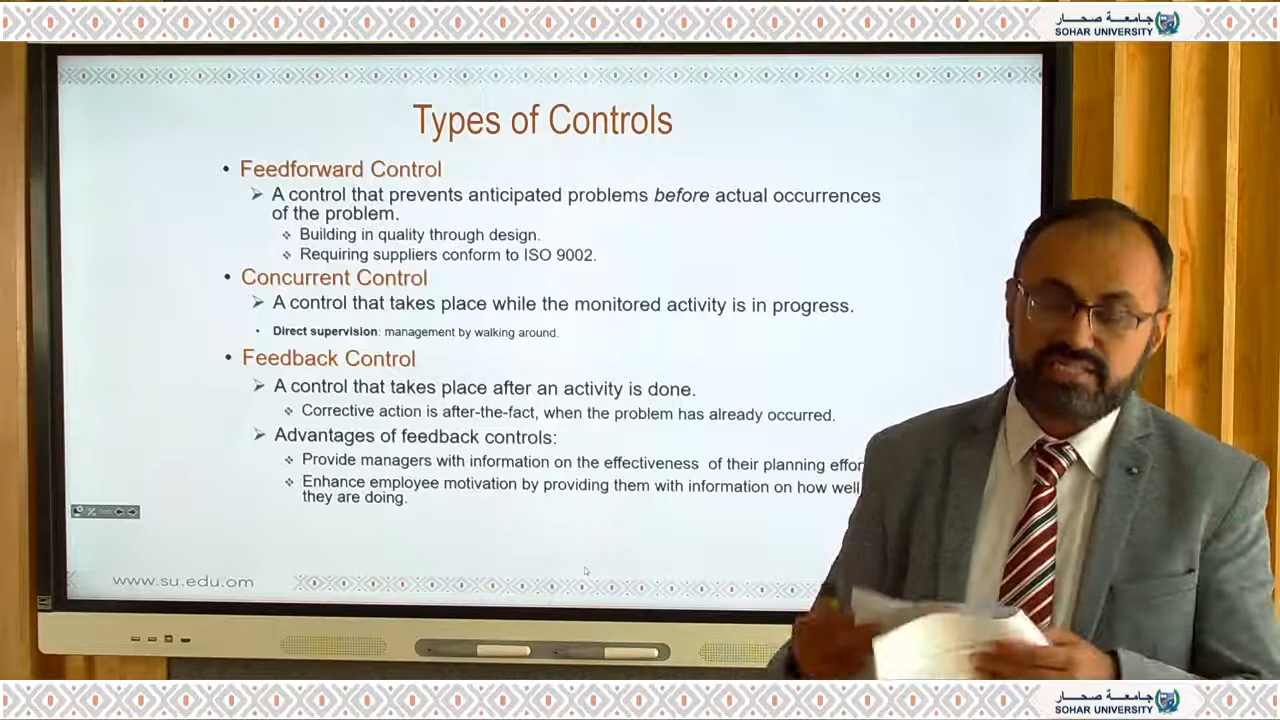 جامعة صحار
SOHAR UNIVERSITY
Types of Controls
• Feedforward Control
➢ A control that prevents anticipated problems before actual occurrences
of the problem.
❖ Building in quality through design.
❖ Requiring suppliers conform to ISO 9002.
• Concurrent Control
➢ A control that takes place while the monitored activity is in progress.
• Direct supervision: management by walking around.
• Feedback Control
➢ A control that takes place after an activity is done.
❖ Corrective action is after-the-fact, when the problem has already occurred.
➢ Advantages of feedback controls:
❖ Provide managers with information on the effectiveness of their planning effor
❖ Enhance employee motivation by providing them with information on how well
they are doing.
www.su.edu.om
جامعة صحار
SOHAR UNIVERSITY